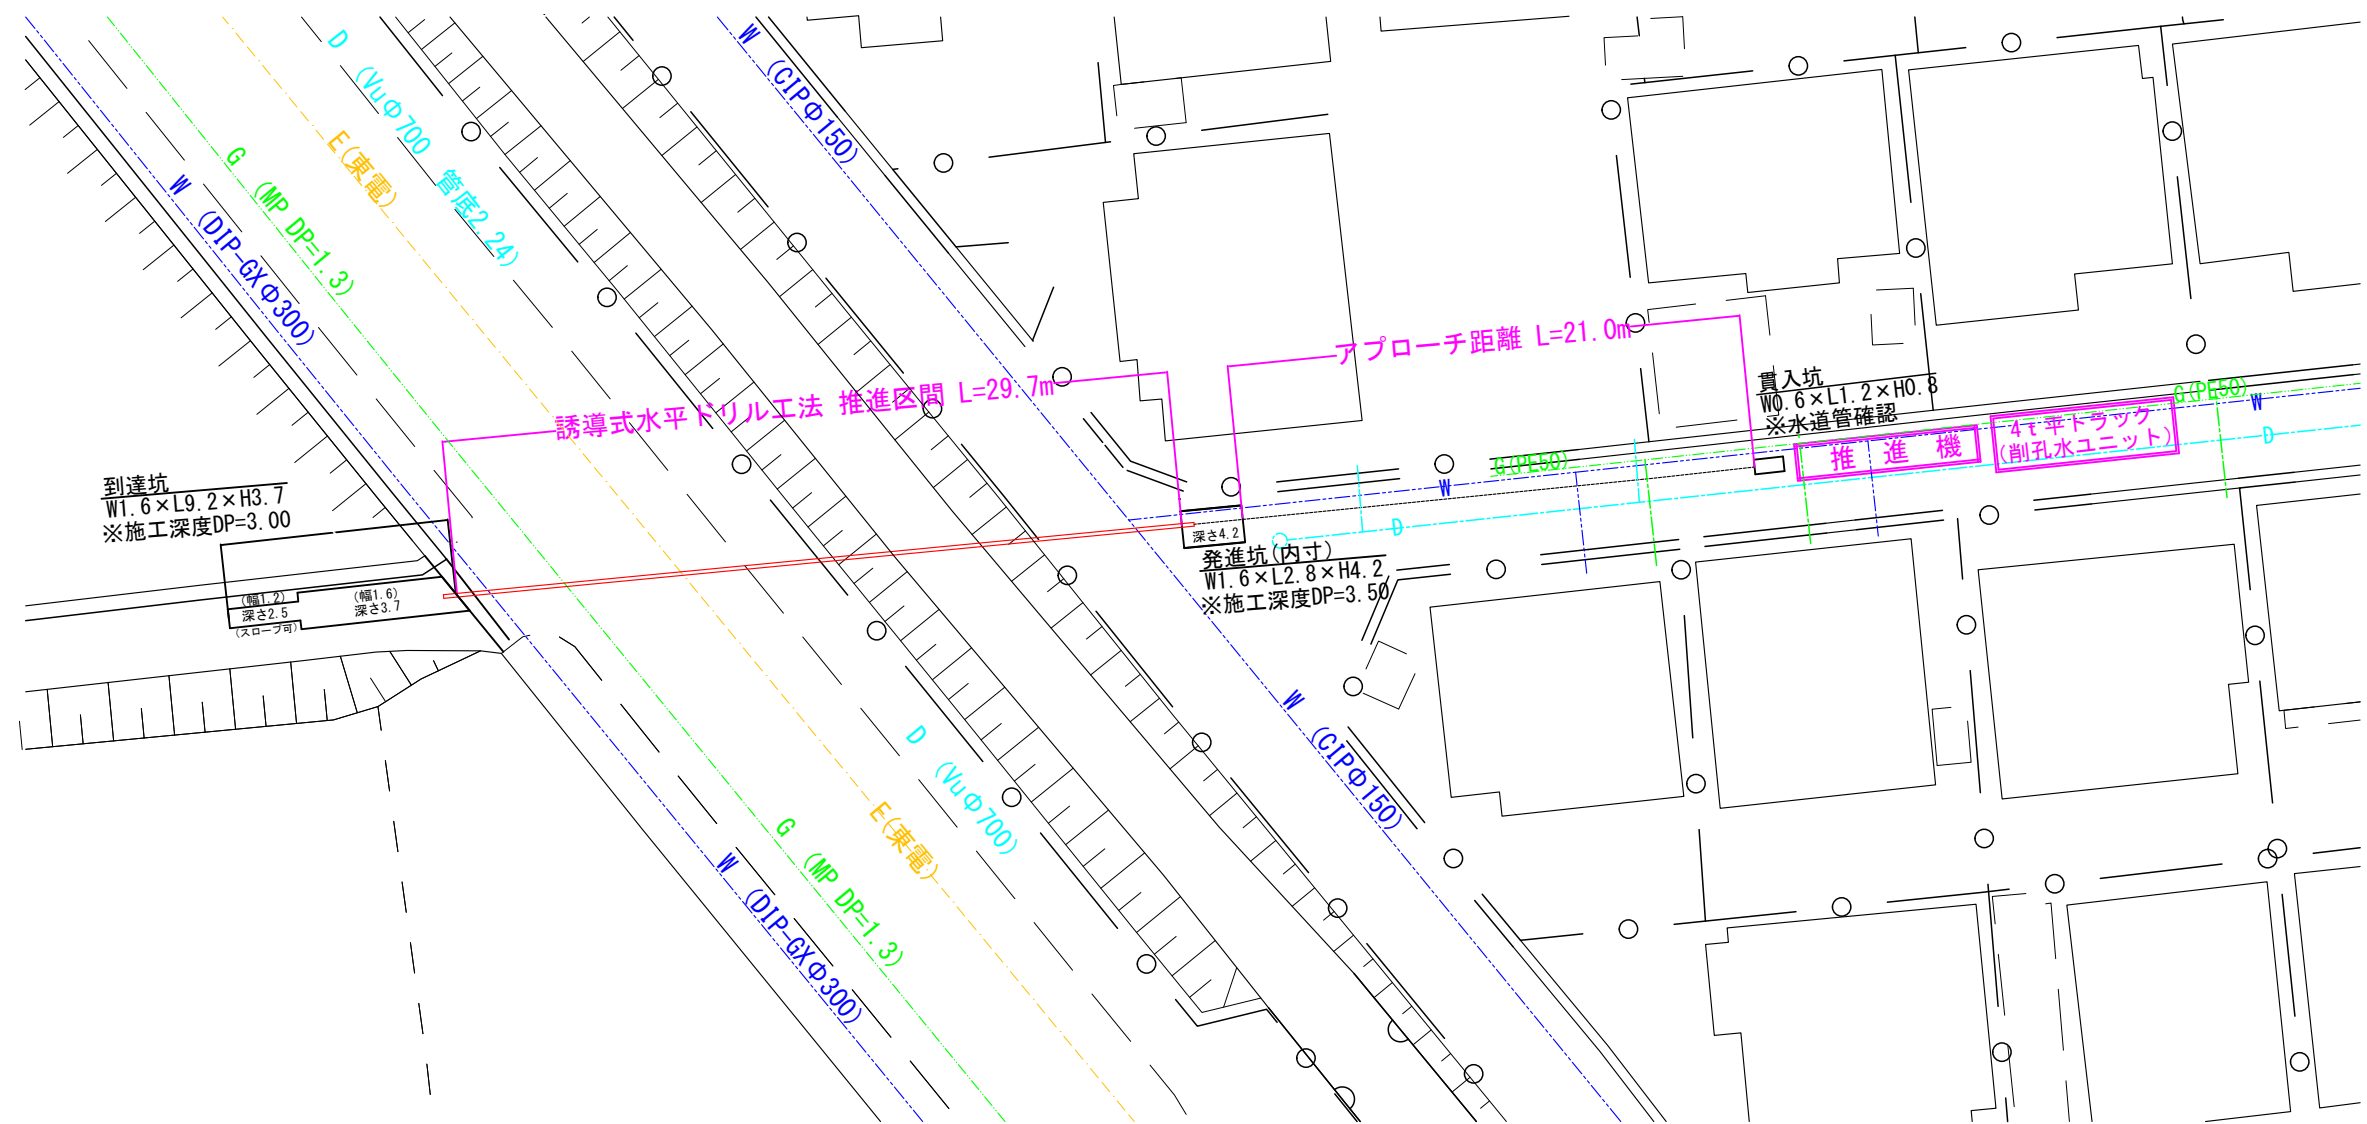 D (VuΦ700 管底2.24)
W (CIPΦ150)
E(東電)
G (MP DP=1.3)
W (DIP-GXΦ300)
アプローチ距離 L=21.0m
誘導式水平ドリル工法 推進区間 L=29.7m
貫入坑
W0.6×L1.2×H0.8
※水道管確認
G(PE50)
W
D
4t平トラック
(削孔水ユニット)
推 進 機
G(PE50)
W
D
到達坑
W1.6×L9.2×H3.7
※施工深度DP=3.00
深さ4.2
発進坑(内寸)
W1.6×L2.8×H4.2
※施工深度DP=3.50
(幅1.2)
深さ2.5
(スロープ可)
(幅1.6)
深さ3.7
W (CIPΦ150)
D (VuΦ700)
E(東電)
G (MP DP=1.3)
W (DIP-GXΦ300)